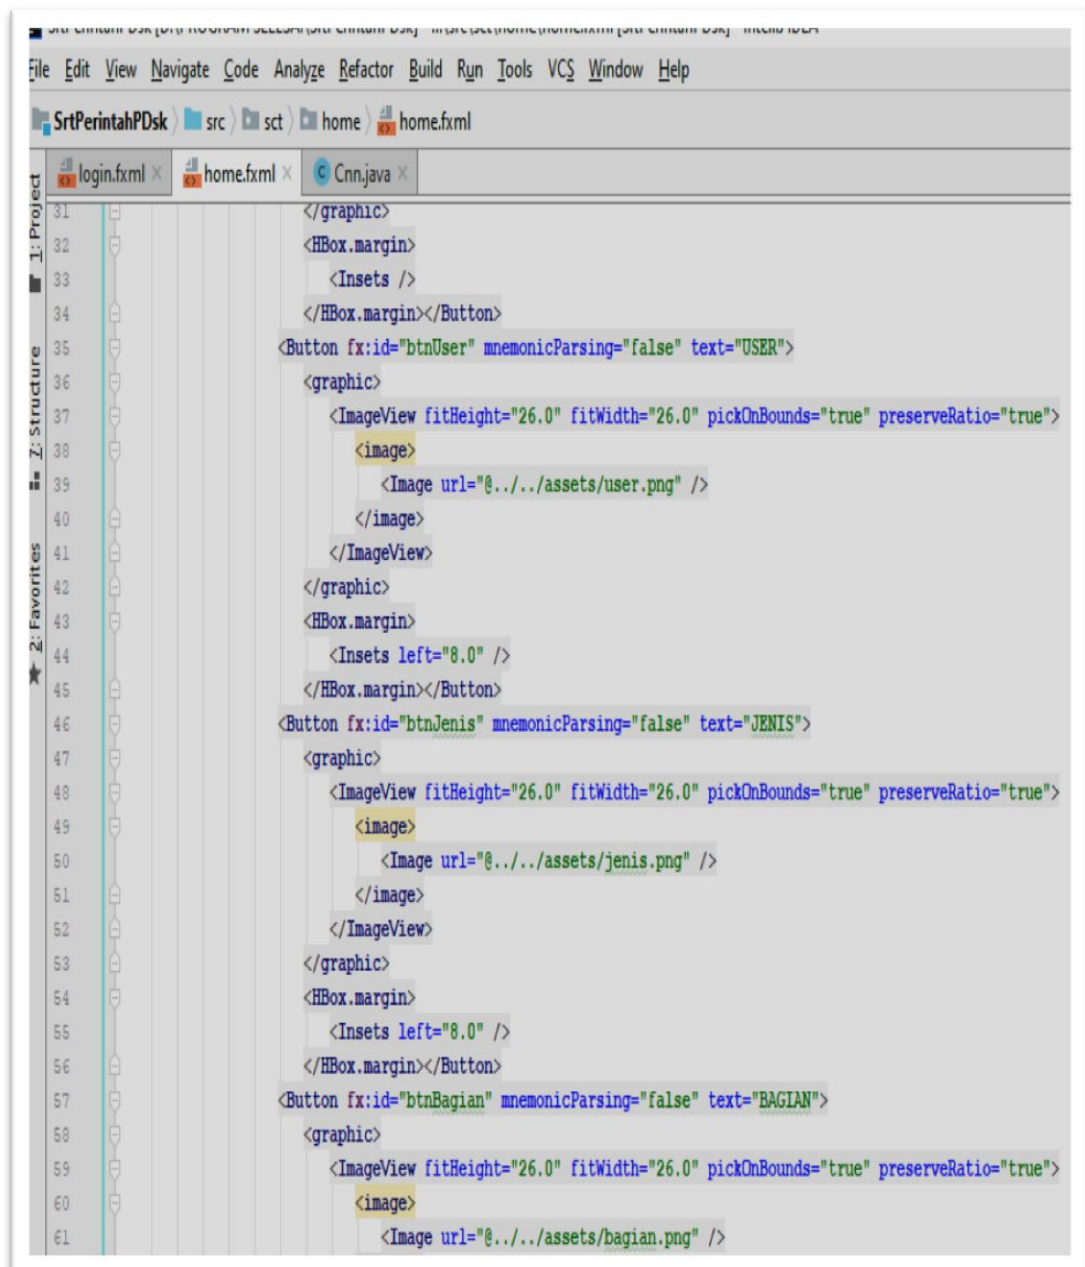 File Edit View Navigate Code Analyze Refactor Build Run Tools VCS Window Help
SrtPerintahPDsk src sct home home.fxml
login.fxml home.fxml Cnn.java
1: Project
7: Structure
2: Favorites
31 </graphic>
32 <HBox.margin>
33 <Insets />
34 </HBox.margin></Button>
35 <Button fx:id="btnUser" mnemonicParsing="false" text="USER">
36 <graphic>
37 <ImageView fitHeight="26.0" fitWidth="26.0" pickOnBounds="true" preserveRatio="true">
38 <image>
39 <Image url="@../../assets/user.png" />
40 </image>
41 </ImageView>
42 </graphic>
43 <HBox.margin>
44 <Insets left="8.0" />
45 </HBox.margin></Button>
46 <Button fx:id="btnJenis" mnemonicParsing="false" text="JENIS">
47 <graphic>
48 <ImageView fitHeight="26.0" fitWidth="26.0" pickOnBounds="true" preserveRatio="true">
49 <image>
50 <Image url="@../../assets/jenis.png" />
51 </image>
52 </ImageView>
53 </graphic>
54 <HBox.margin>
55 <Insets left="8.0" />
56 </HBox.margin></Button>
57 <Button fx:id="btnBagian" mnemonicParsing="false" text="BAGIAN">
58 <graphic>
59 <ImageView fitHeight="26.0" fitWidth="26.0" pickOnBounds="true" preserveRatio="true">
60 <image>
61 <Image url="@../../assets/bagian.png" />